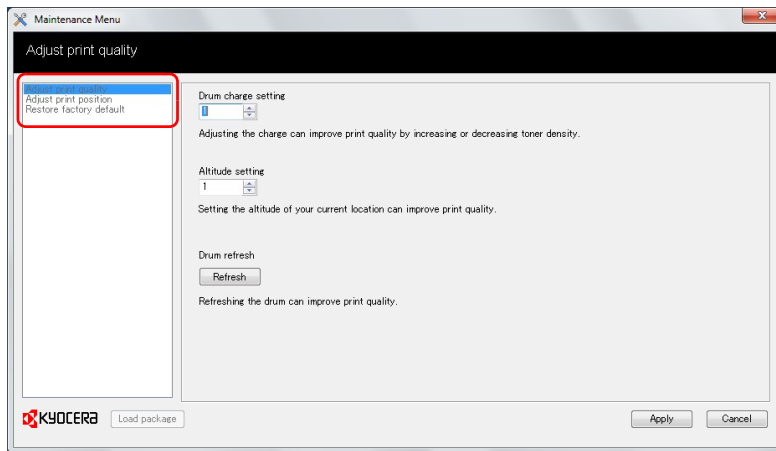 Maintenance Menu
Adjust print quality
Adjust print quality
Adjust print position
Restore factory default
Drum charge setting
1
Adjusting the charge can improve print quality by increasing or decreasing toner density.
Altitude setting
1
Setting the altitude of your current location can improve print quality.
Drum refresh
Refresh
Refreshing the drum can improve print quality.
KYOCERA
Load package
Apply
Cancel